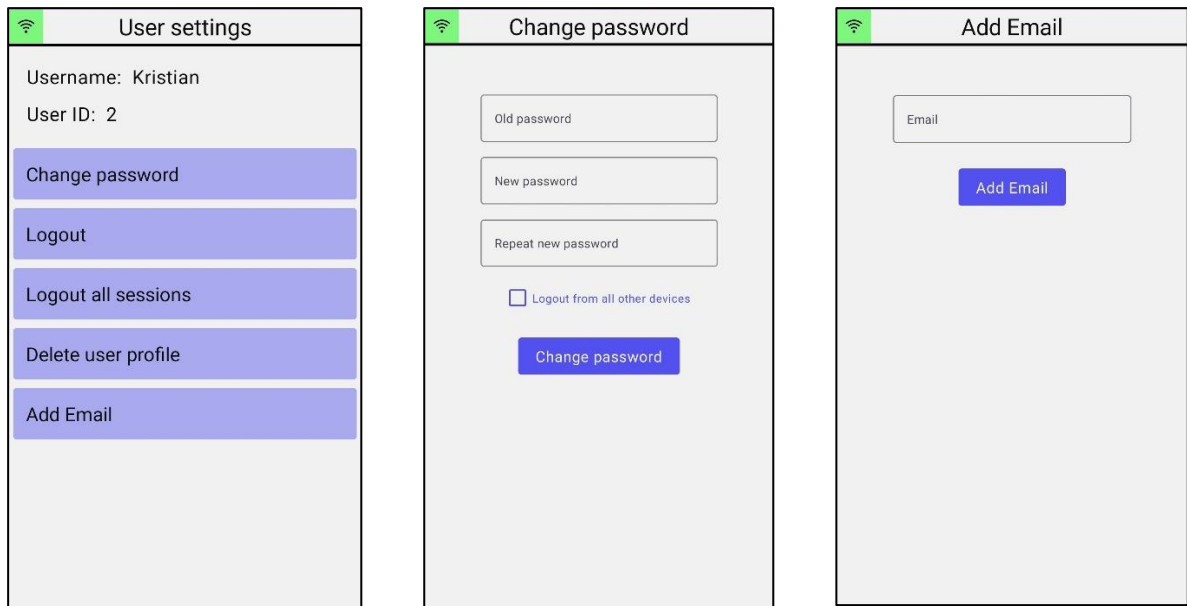 User settings
Username: Kristian
User ID: 2
Change password
Logout
Logout all sessions
Delete user profile
Add Email
Change password
Old password
New password
Repeat new password
Logout from all other devices
Change password
Add Email
Email
Add Email